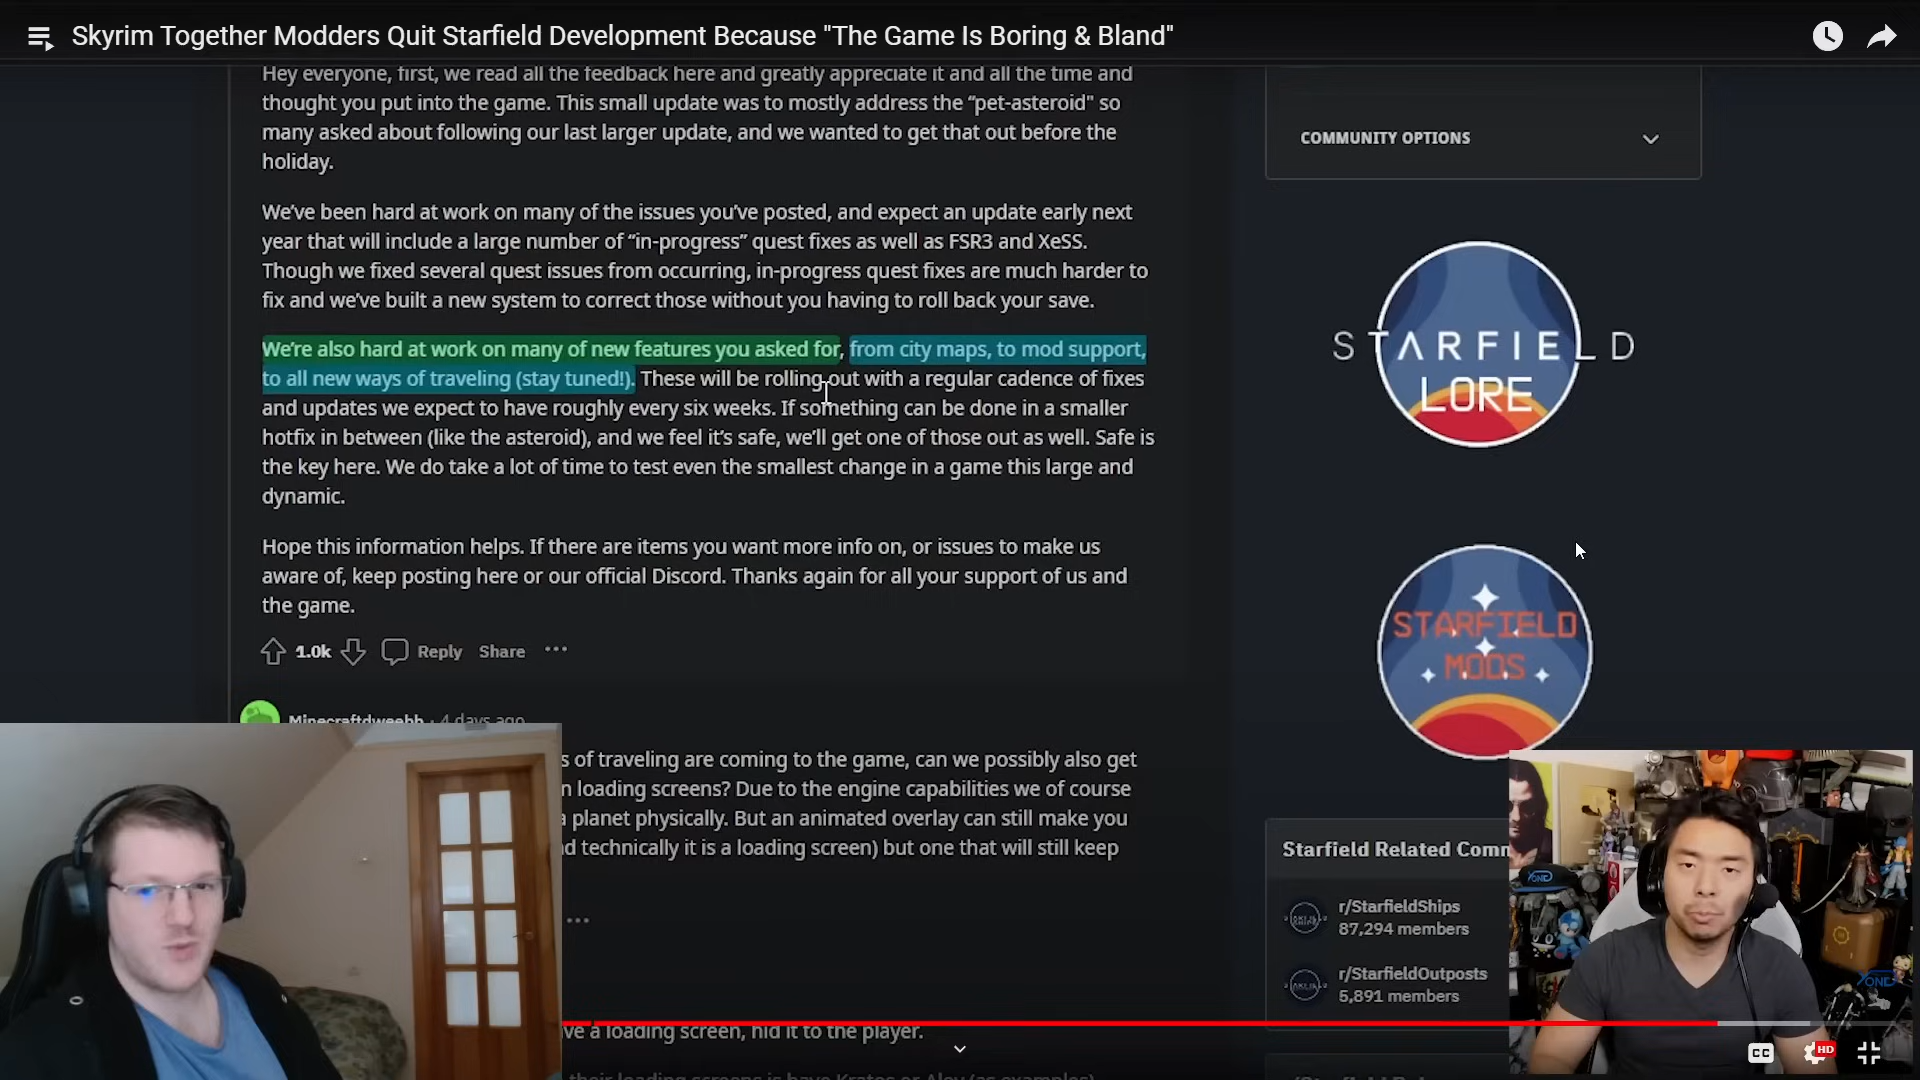 Skyrim Together Modders Quit Starfield Development Because "The Game Is Boring & Bland"
Hey everyone, first, we read all the feedback here and greatly appreciate it and all the time and
thought you put into the game. This small update was to mostly address the “pet-asteroid" so
many asked about following our last larger update, and we wanted to get that out before the
holiday.
We've been hard at work on many of the issues you've posted, and expect an update early next
year that will include a large number of “in-progress” quest fixes as well as FSR3 and XeSS.
Though we fixed several quest issues from occurring, in-progress quest fixes are much harder to
fix and we've built a new system to correct those without you having to roll back your save.
We're also hard at work on many of new features you asked for, from city maps, to mod support,
to all new ways of traveling (stay tuned!). These will be rolling out with a regular cadence of fixes
and updates we expect to have roughly every six weeks. If something can be done in a smaller
hotfix in between (like the asteroid), and we feel it's safe, we'll get one of those out as well. Safe is
the key here. We do take a lot of time to test even the smallest change in a game this large and
dynamic.
Hope this information helps. If there are items you want more info on, or issues to make us
aware of, keep posting here or our official Discord. Thanks again for all your support of us and
the game.
1.0k Reply Share
Minecraftdweebb · 4 days ago
s of traveling are coming to the game, can we possibly also get
n loading screens? Due to the engine capabilities we of course
a planet physically. But an animated overlay can still make you
d technically it is a loading screen) but one that will still keep
ve a loading screen, hid it to the player.
their loading screens is have Kratos or Aloy (as examples)
COMMUNITY OPTIONS
STARFIELD
LORE
STARFIELD
MODS
Starfield Related Comm
r/StarfieldShips
87,294 members
r/StarfieldOutposts
5,891 members
YONG
CC
HD